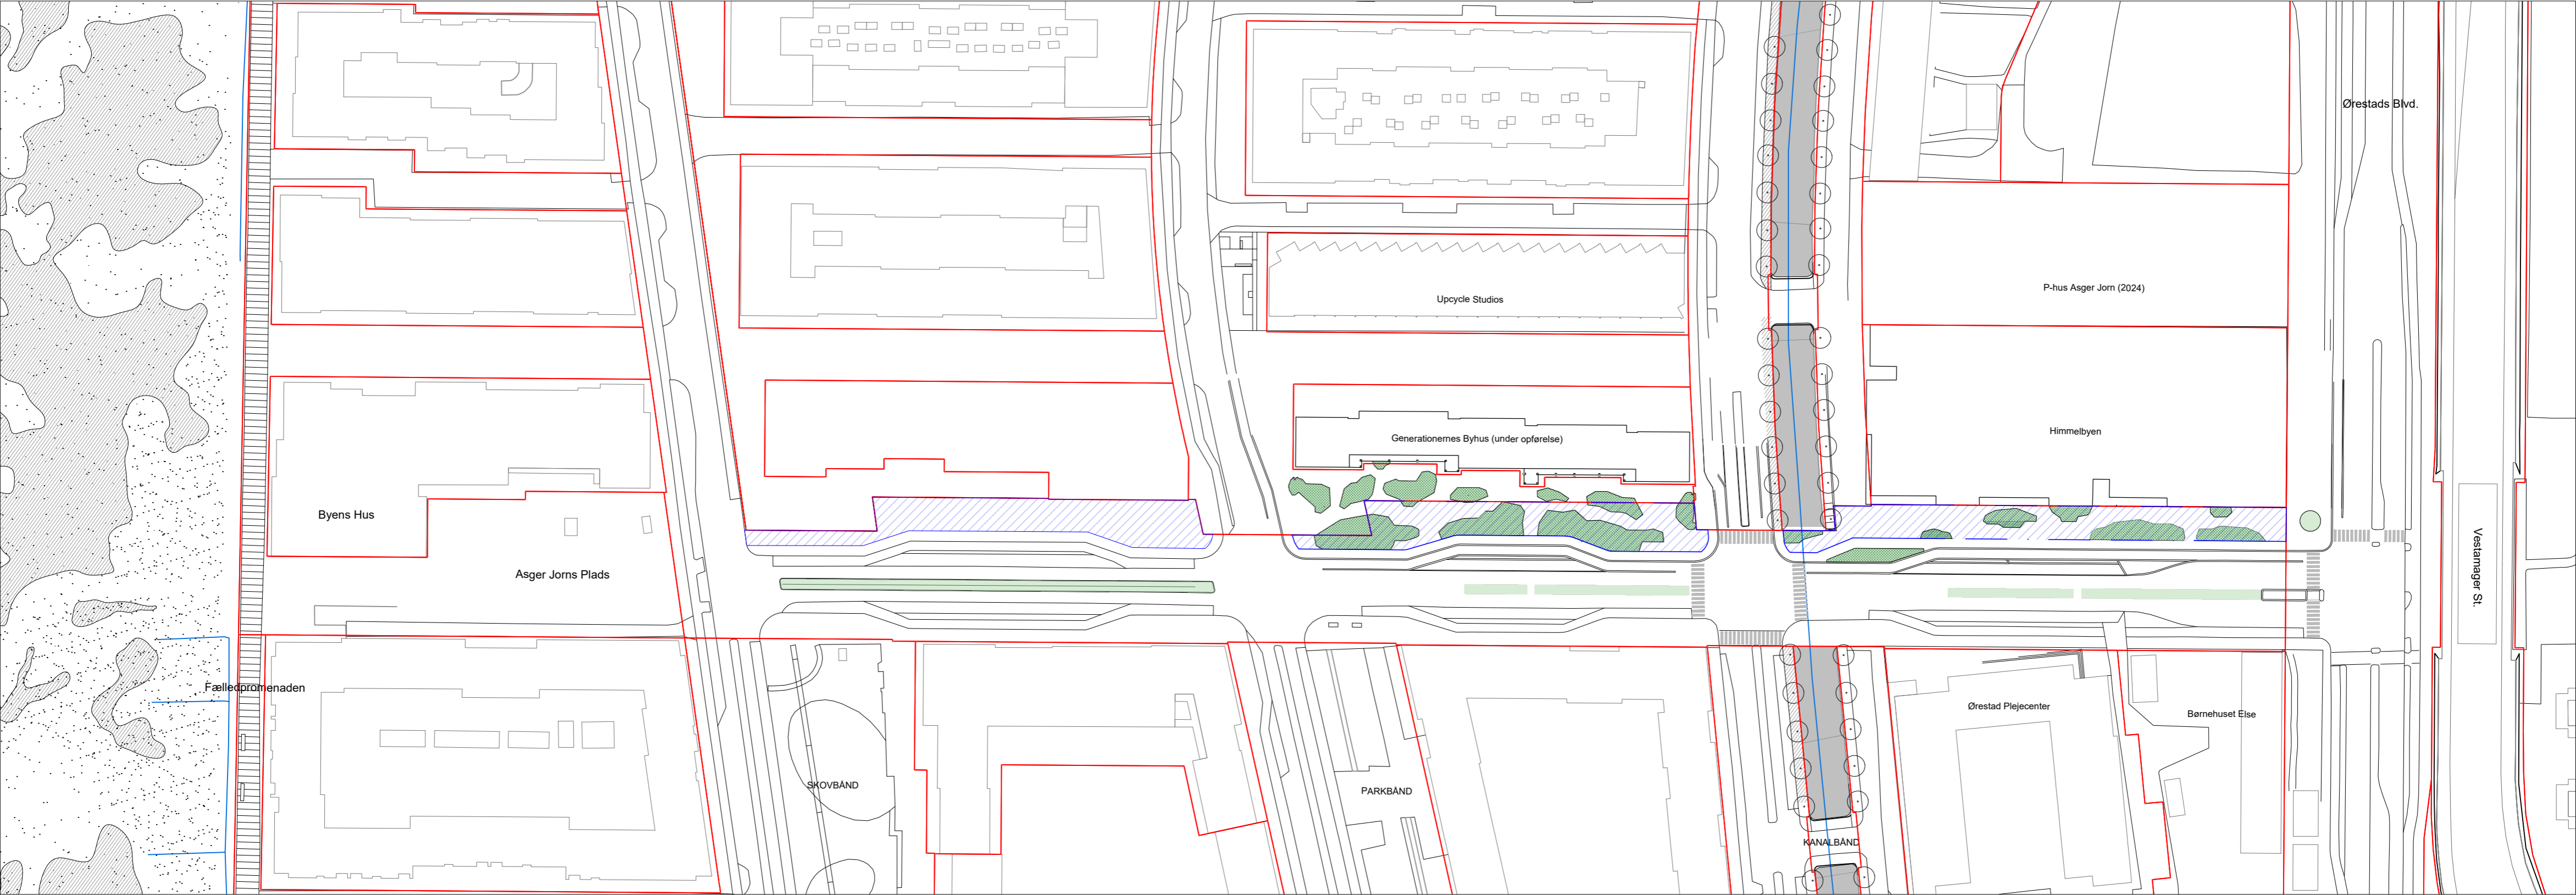 Ørestads Blvd.
P-hus Asger Jorn (2024)
Upcycle Studios
Himmelbyen
Generationernes Byhus (under opførelse)
Byens Hus
Vestamager St.
Asger Jorns Plads
Fælledpromenaden
Ørestad Plejecenter
Børnehuset Else
SKOVBÅND
PARKBÅND
KANALBÅND